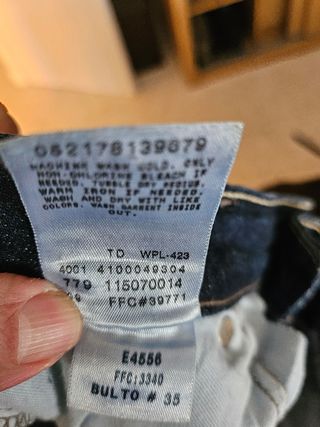 082178139879
MACHINE WASH COLD. ONLY
NON-CHLORINE BLEACH IF
NEEDED. TUMBLE DRY MEDIUM.
WARM IRON IF NEEDED.
WASH AND DRY WITH LIKE
COLORS. WASH GARMENT INSIDE
OUT.
TD WPL-423
4001 4100049304
779 115070014
FFC#39771
E4556
FFC:3340
BULTO # 35